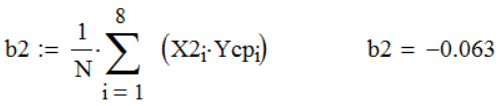 b2 := 1/N · ∑_{i = 1}^{8} (X2_i · Ycp_i) b2 = −0.063